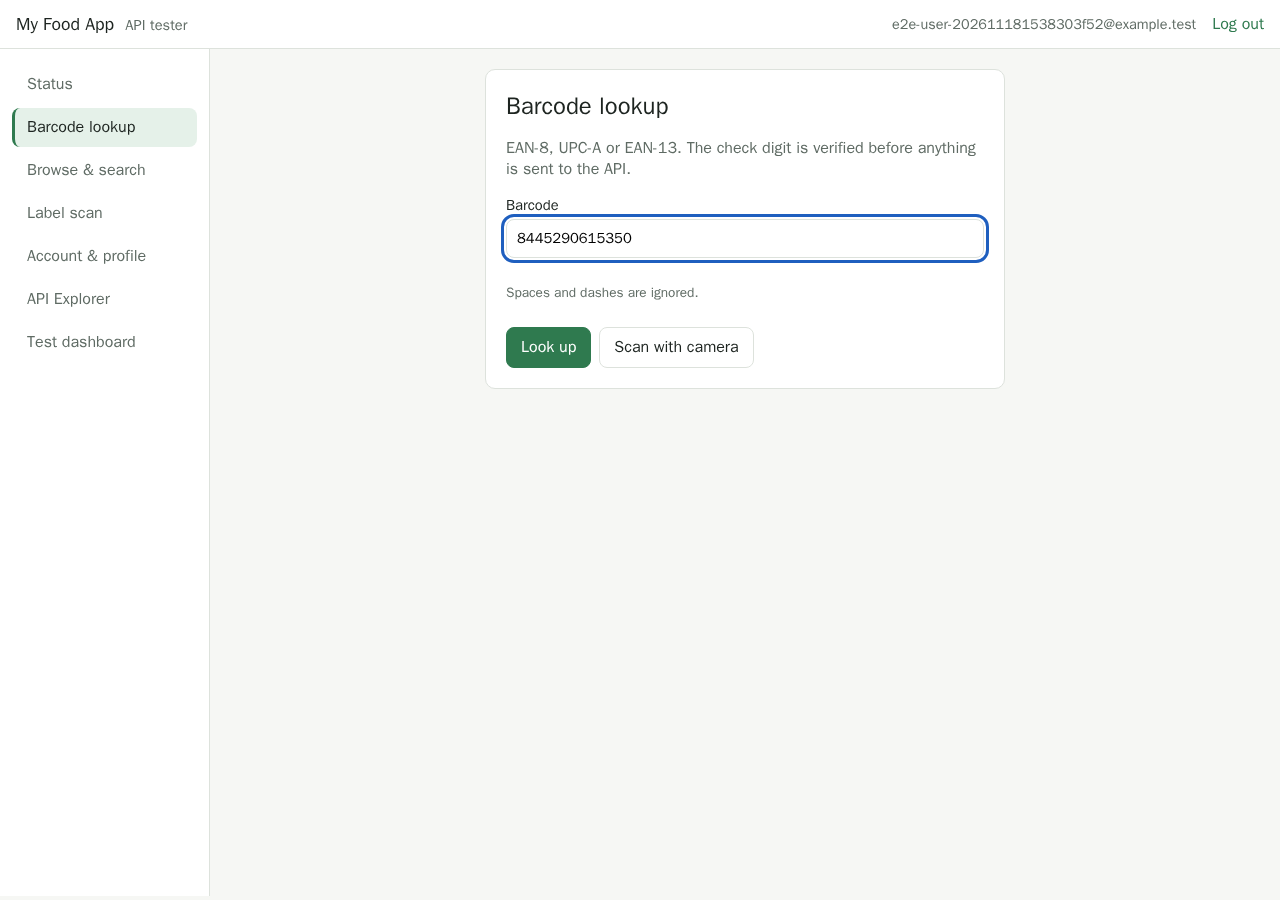 My Food App API tester
e2e-user-202611181538303f52@example.test Log out
Status
Barcode lookup
Browse & search
Label scan
Account & profile
API Explorer
Test dashboard
Barcode lookup
EAN-8, UPC-A or EAN-13. The check digit is verified before anything
is sent to the API.
Barcode
8445290615350
Spaces and dashes are ignored.
Look up Scan with camera